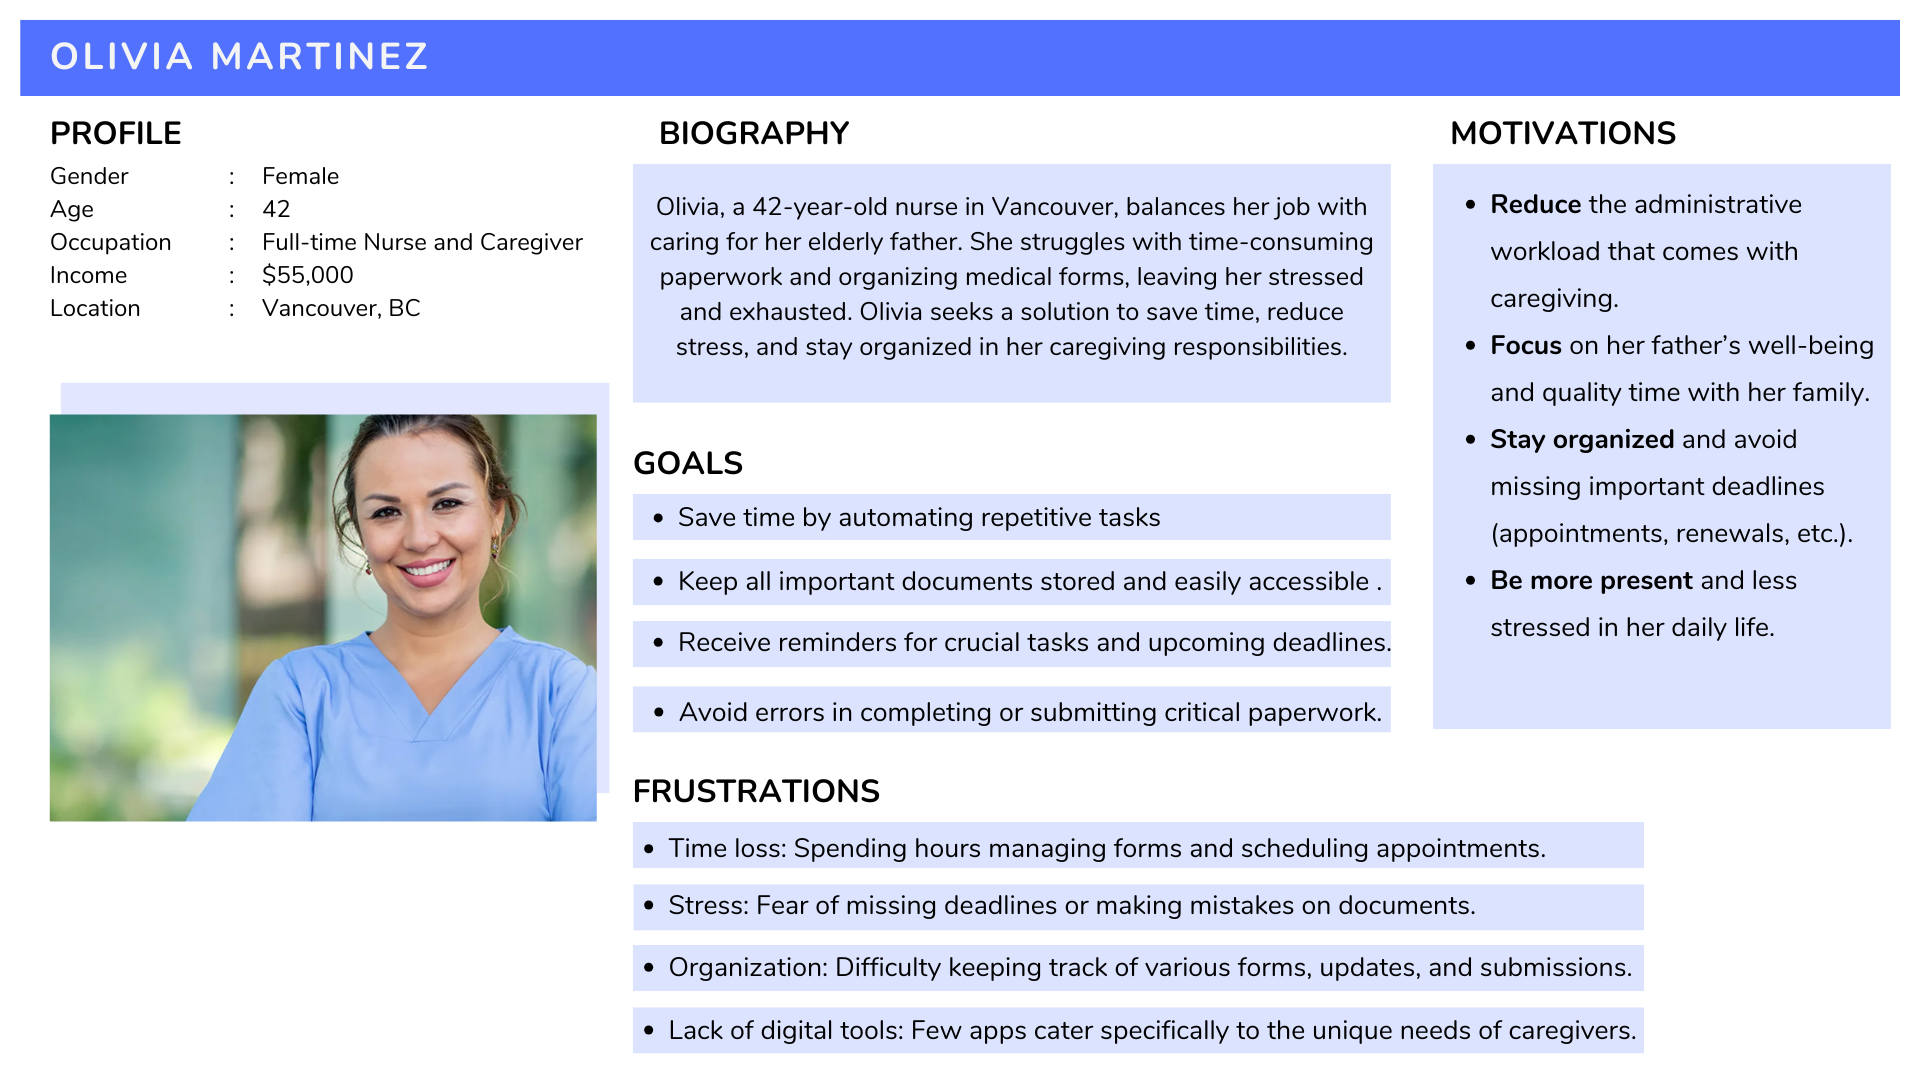 OLIVIA MARTINEZ
PROFILE
Gender : Female
Age : 42
Occupation : Full-time Nurse and Caregiver
Income : $55,000
Location : Vancouver, BC
BIOGRAPHY
Olivia, a 42-year-old nurse in Vancouver, balances her job with
caring for her elderly father. She struggles with time-consuming
paperwork and organizing medical forms, leaving her stressed
and exhausted. Olivia seeks a solution to save time, reduce
stress, and stay organized in her caregiving responsibilities.
GOALS
• Save time by automating repetitive tasks
• Keep all important documents stored and easily accessible .
• Receive reminders for crucial tasks and upcoming deadlines.
• Avoid errors in completing or submitting critical paperwork.
FRUSTRATIONS
• Time loss: Spending hours managing forms and scheduling appointments.
• Stress: Fear of missing deadlines or making mistakes on documents.
• Organization: Difficulty keeping track of various forms, updates, and submissions.
• Lack of digital tools: Few apps cater specifically to the unique needs of caregivers.
MOTIVATIONS
• Reduce the administrative
workload that comes with
caregiving.
• Focus on her father’s well-being
and quality time with her family.
• Stay organized and avoid
missing important deadlines
(appointments, renewals, etc.).
• Be more present and less
stressed in her daily life.